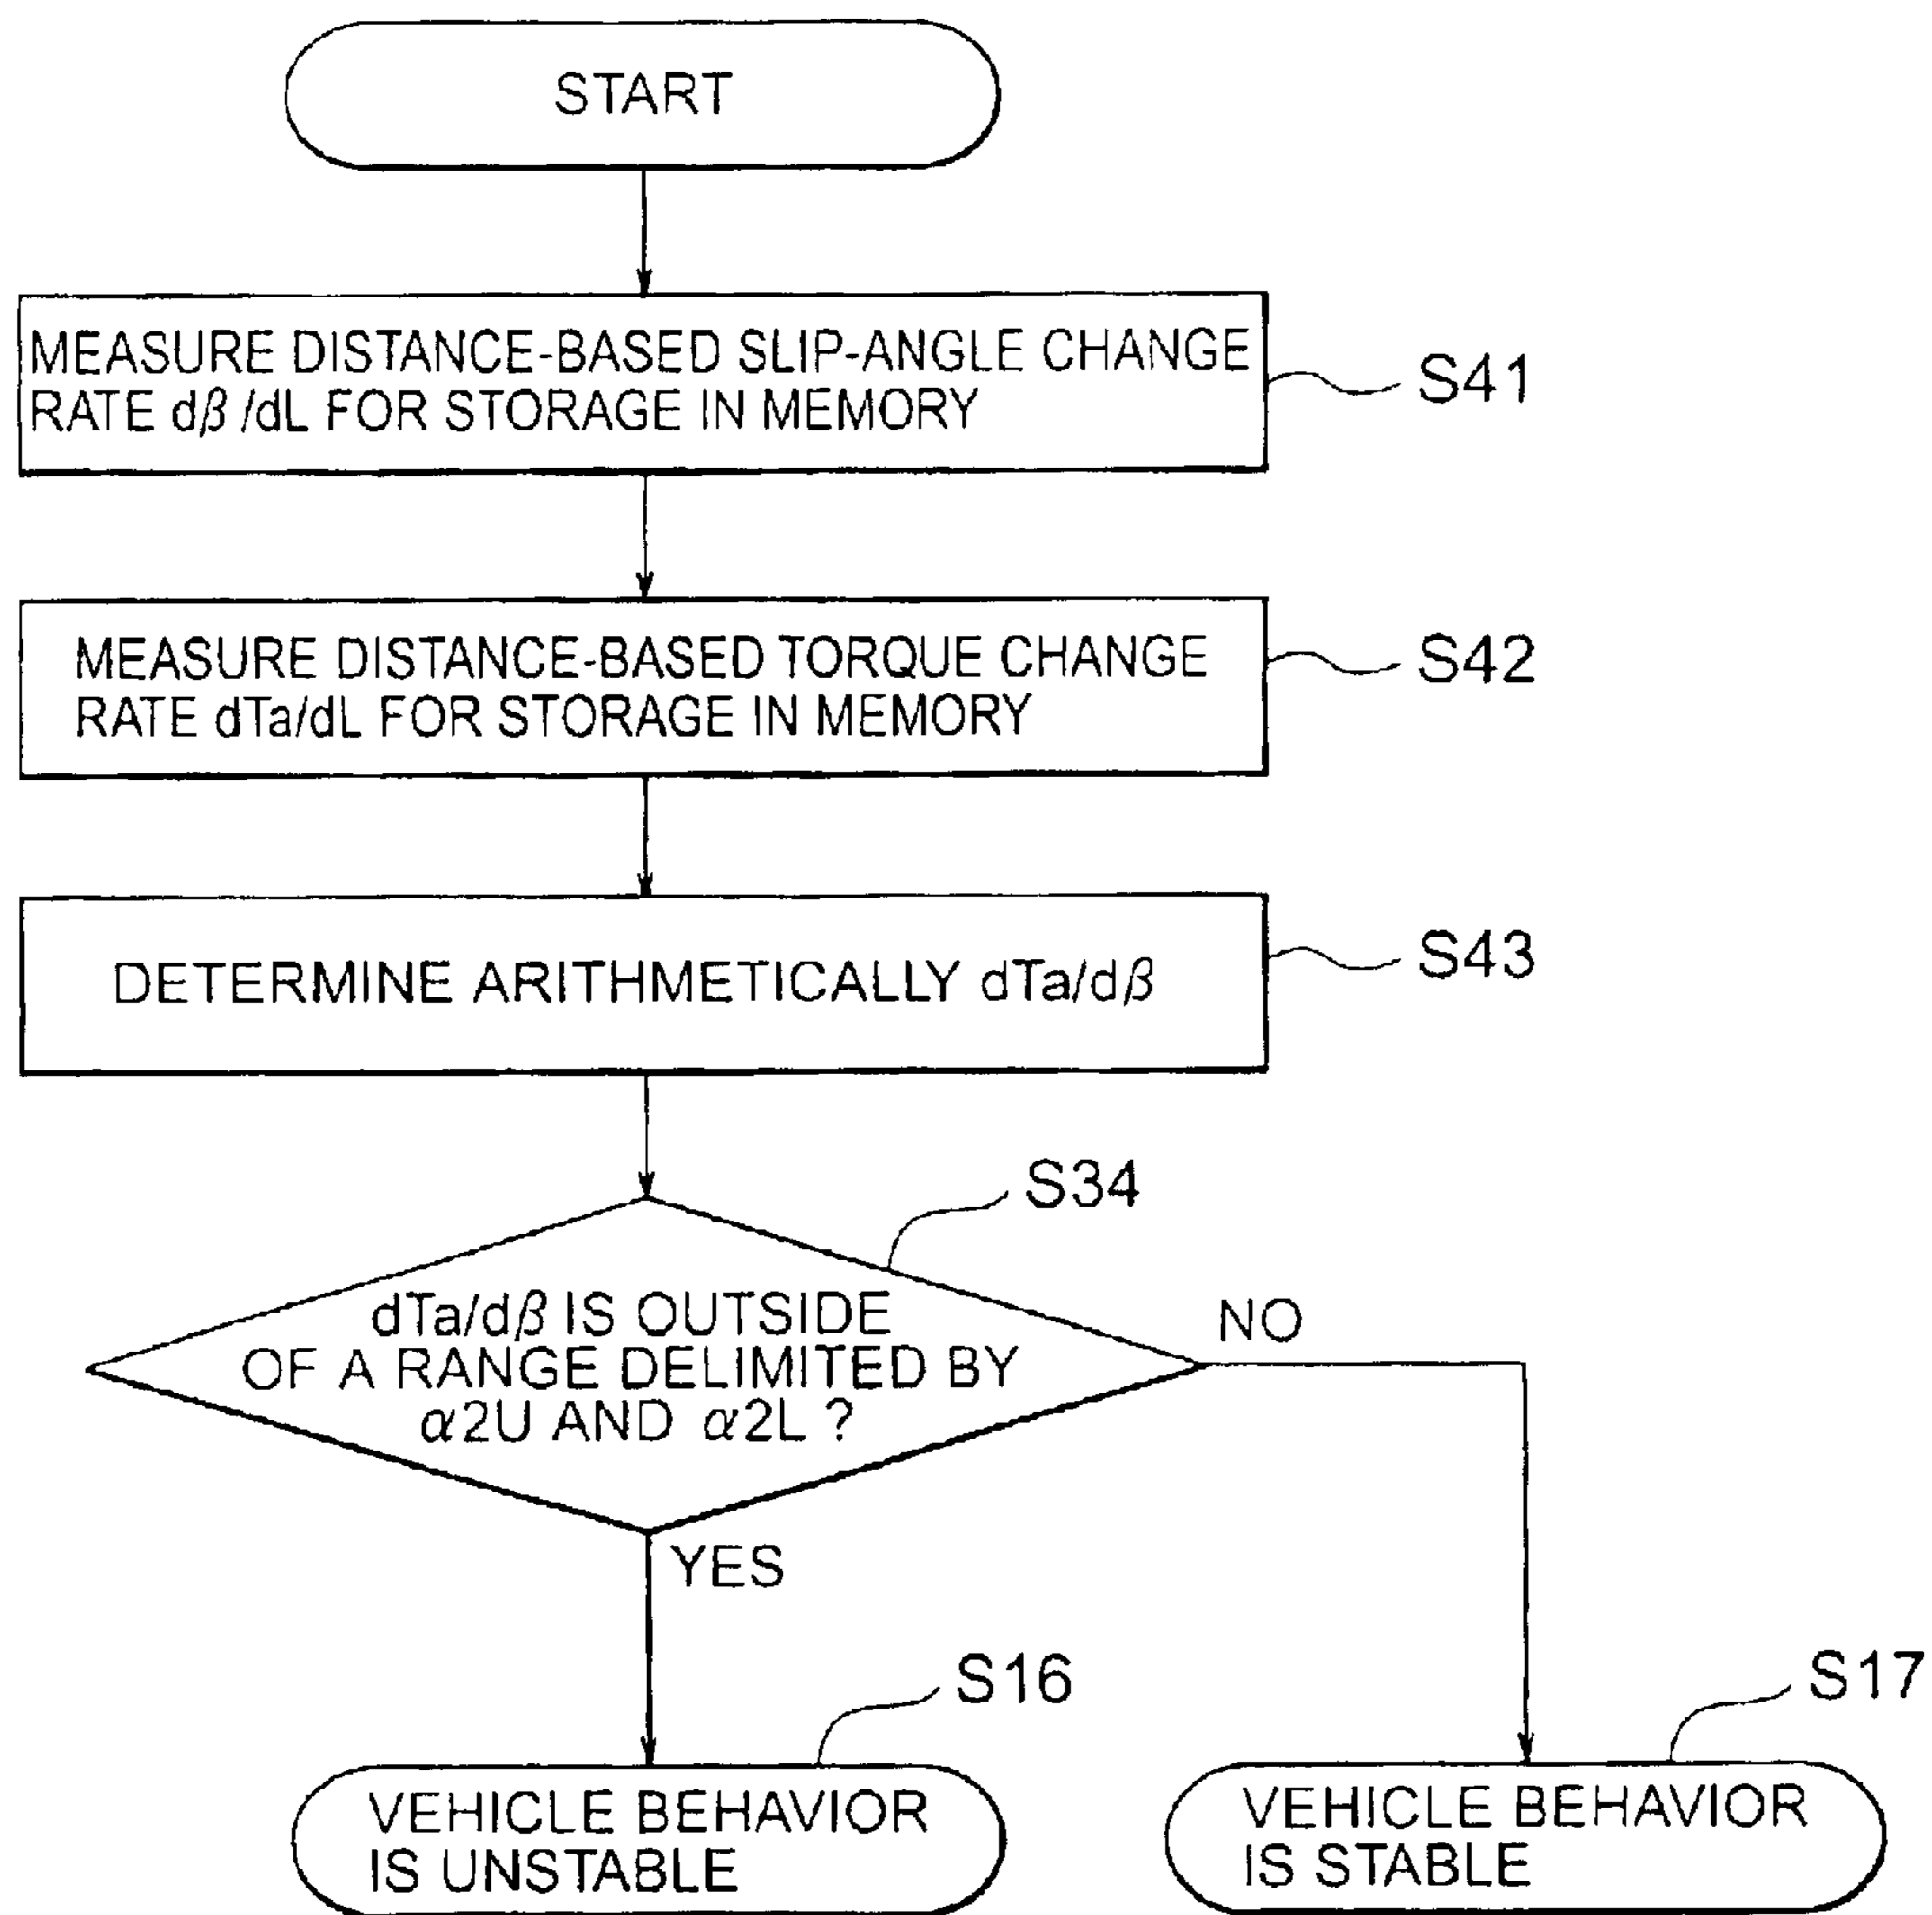 START
MEASURE DISTANCE-BASED SLIP-ANGLE CHANGE
RATE dβ/dL FOR STORAGE IN MEMORY
S41
MEASURE DISTANCE-BASED TORQUE CHANGE
RATE dTa/dL FOR STORAGE IN MEMORY
S42
DETERMINE ARITHMETICALLY dTa/dβ
S43
S34
dTa/dβ IS OUTSIDE
OF A RANGE DELIMITED BY
α2U AND α2L ?
NO
YES
S16
VEHICLE BEHAVIOR
IS UNSTABLE
S17
VEHICLE BEHAVIOR
IS STABLE